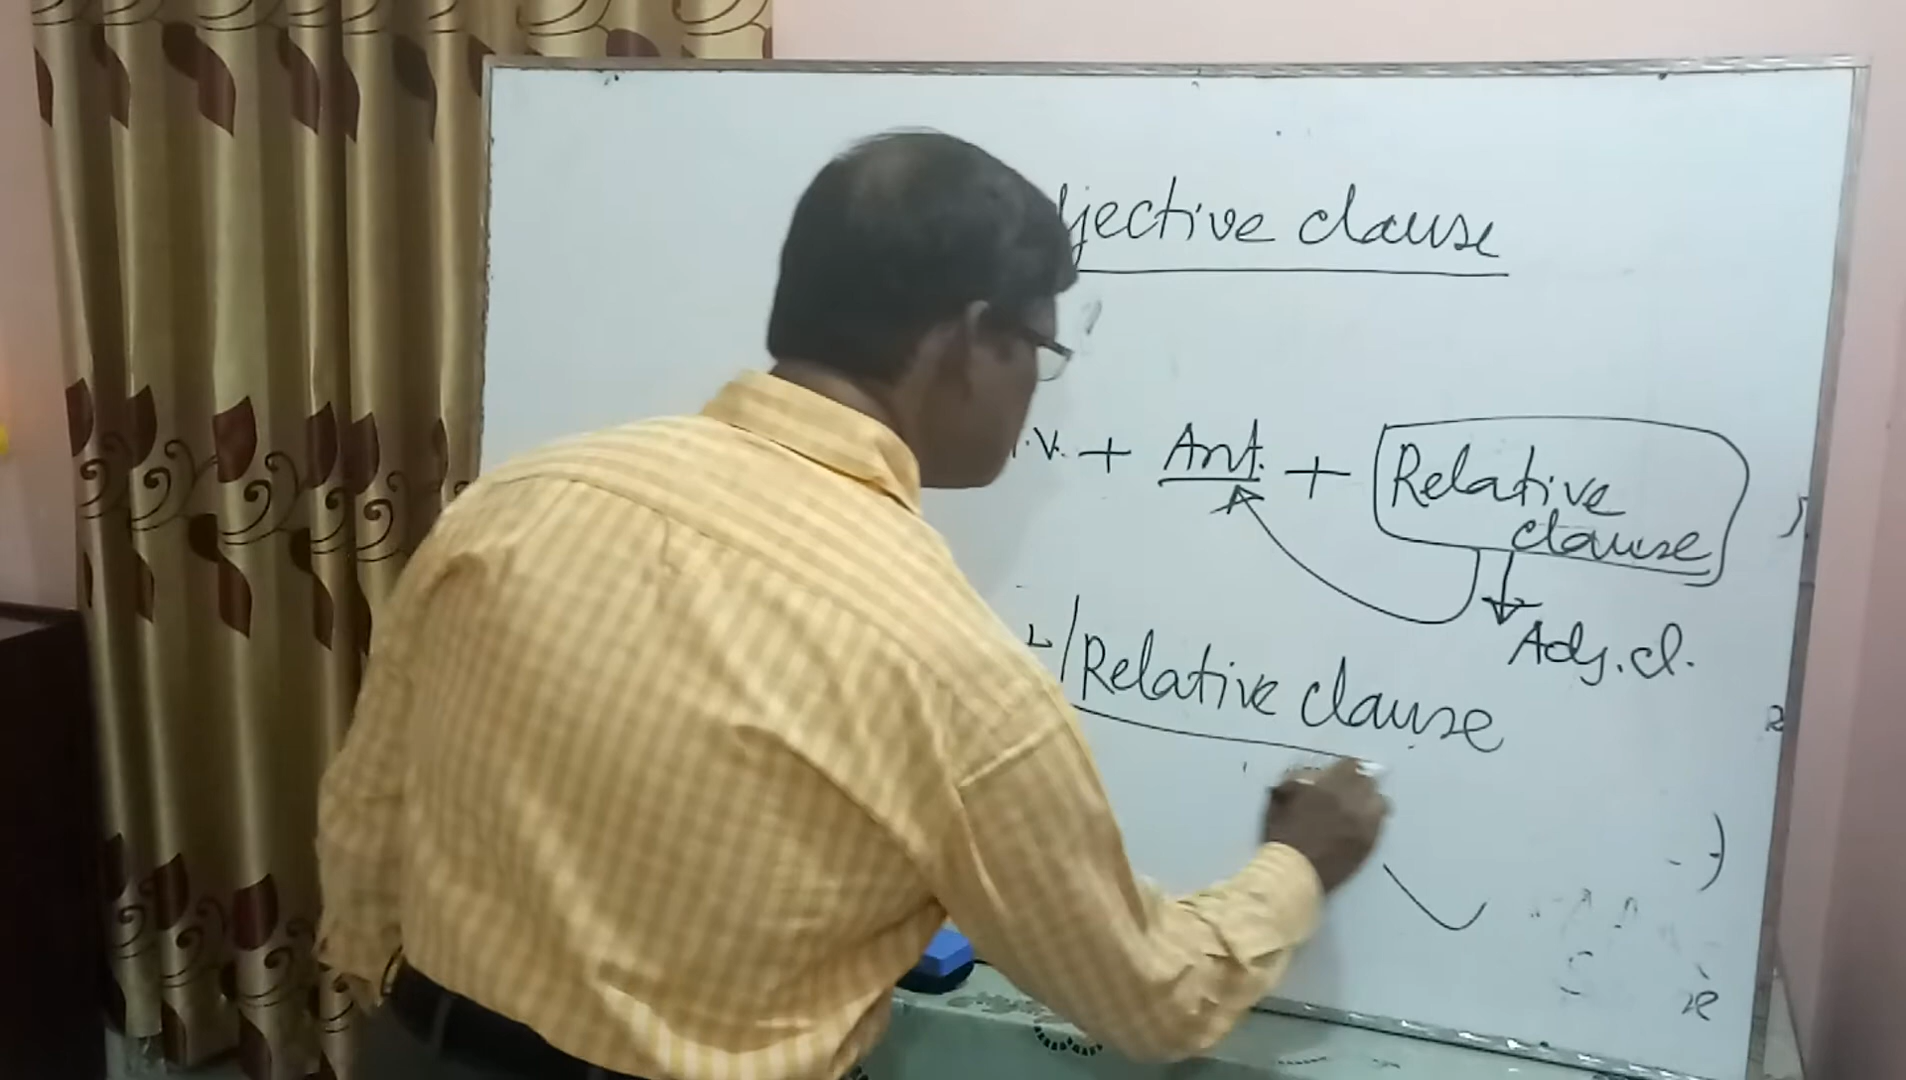 jective clause
.V. + Ant. + Relative
clause
Adj. cl.
Relative clause